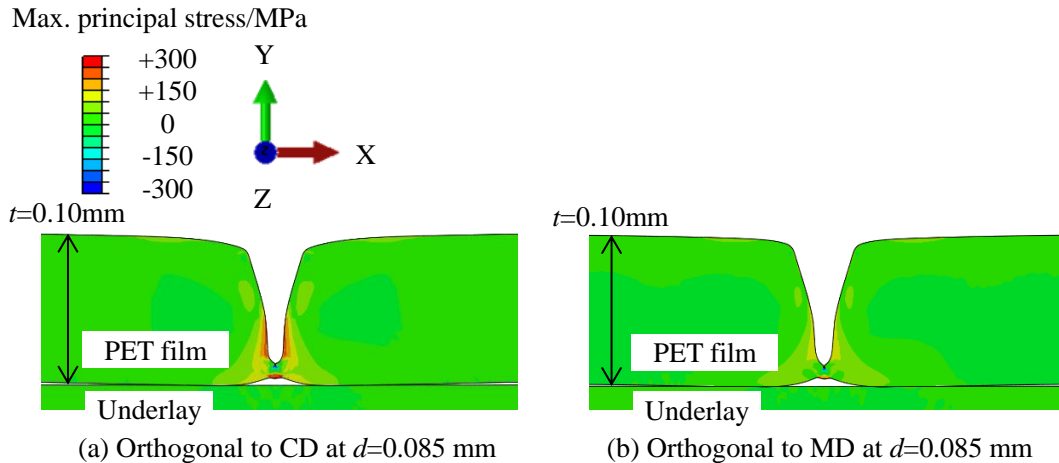 Max. principal stress/MPa
+300
+150
0
-150
-300
Y
X
Z
t=0.10mm
t=0.10mm
PET film
PET film
Underlay
Underlay
(a) Orthogonal to CD at d=0.085 mm
(b) Orthogonal to MD at d=0.085 mm